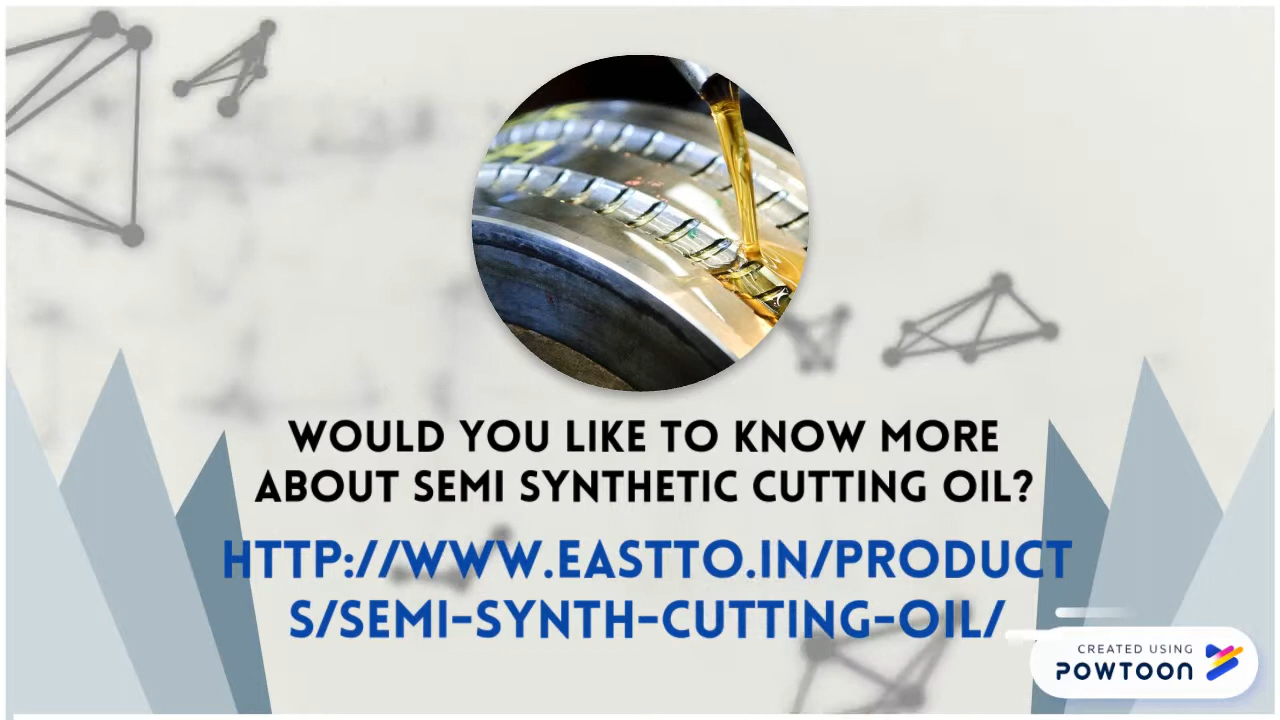 WOULD YOU LIKE TO KNOW MORE
ABOUT SEMI SYNTHETIC CUTTING OIL?
HTTP://WWW.EASTTO.IN/PRODUCT
S/SEMI-SYNTH-CUTTING-OIL/
CREATED USING
POWTOON